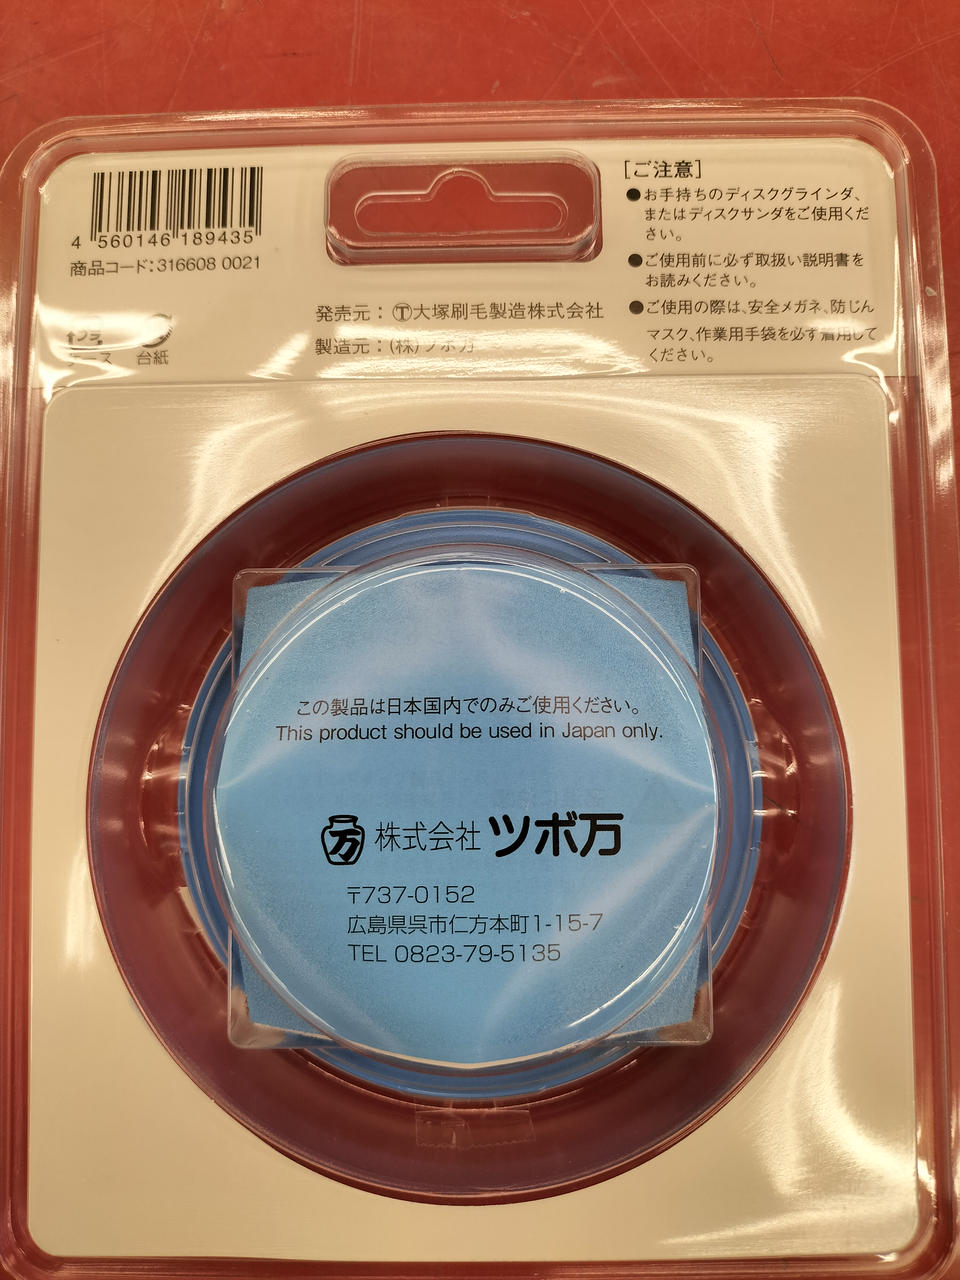 4 560146 189435
商品コード：316608 0021
プラ
ケース
台紙
発売元：Ⓣ大塚刷毛製造株式会社
製造元：(株)ツボ万
[ご注意]
●お手持ちのディスクグラインダ、
またはディスクサンダをご使用くだ
さい。
●ご使用前に必ず取扱い説明書を
お読みください。
●ご使用の際は、安全メガネ、防じん
マスク、作業用手袋を必ず着用して
ください。
この製品は日本国内でのみご使用ください。
This product should be used in Japan only.
万 株式会社 ツボ万
〒737-0152
広島県呉市仁方本町1-15-7
TEL 0823-79-5135